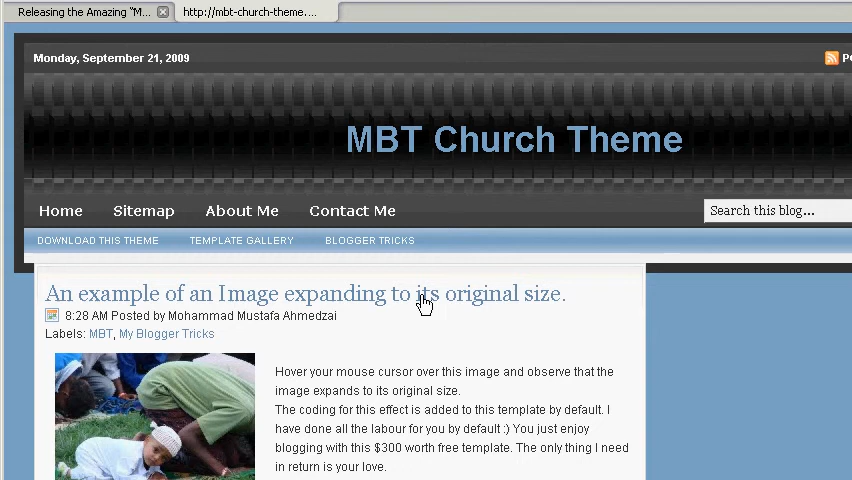 Releasing the Amazing "M... http://mbt-church-theme....
Monday, September 21, 2009
MBT Church Theme
Home Sitemap About Me Contact Me Search this blog...
DOWNLOAD THIS THEME TEMPLATE GALLERY BLOGGER TRICKS
An example of an Image expanding to its original size.
8:28 AM Posted by Mohammad Mustafa Ahmedzai
Labels: MBT, My Blogger Tricks
Hover your mouse cursor over this image and observe that the
image expands to its original size.
The coding for this effect is added to this template by default. I
have done all the labour for you by default :) You just enjoy
blogging with this $300 worth free template. The only thing I need
in return is your love.